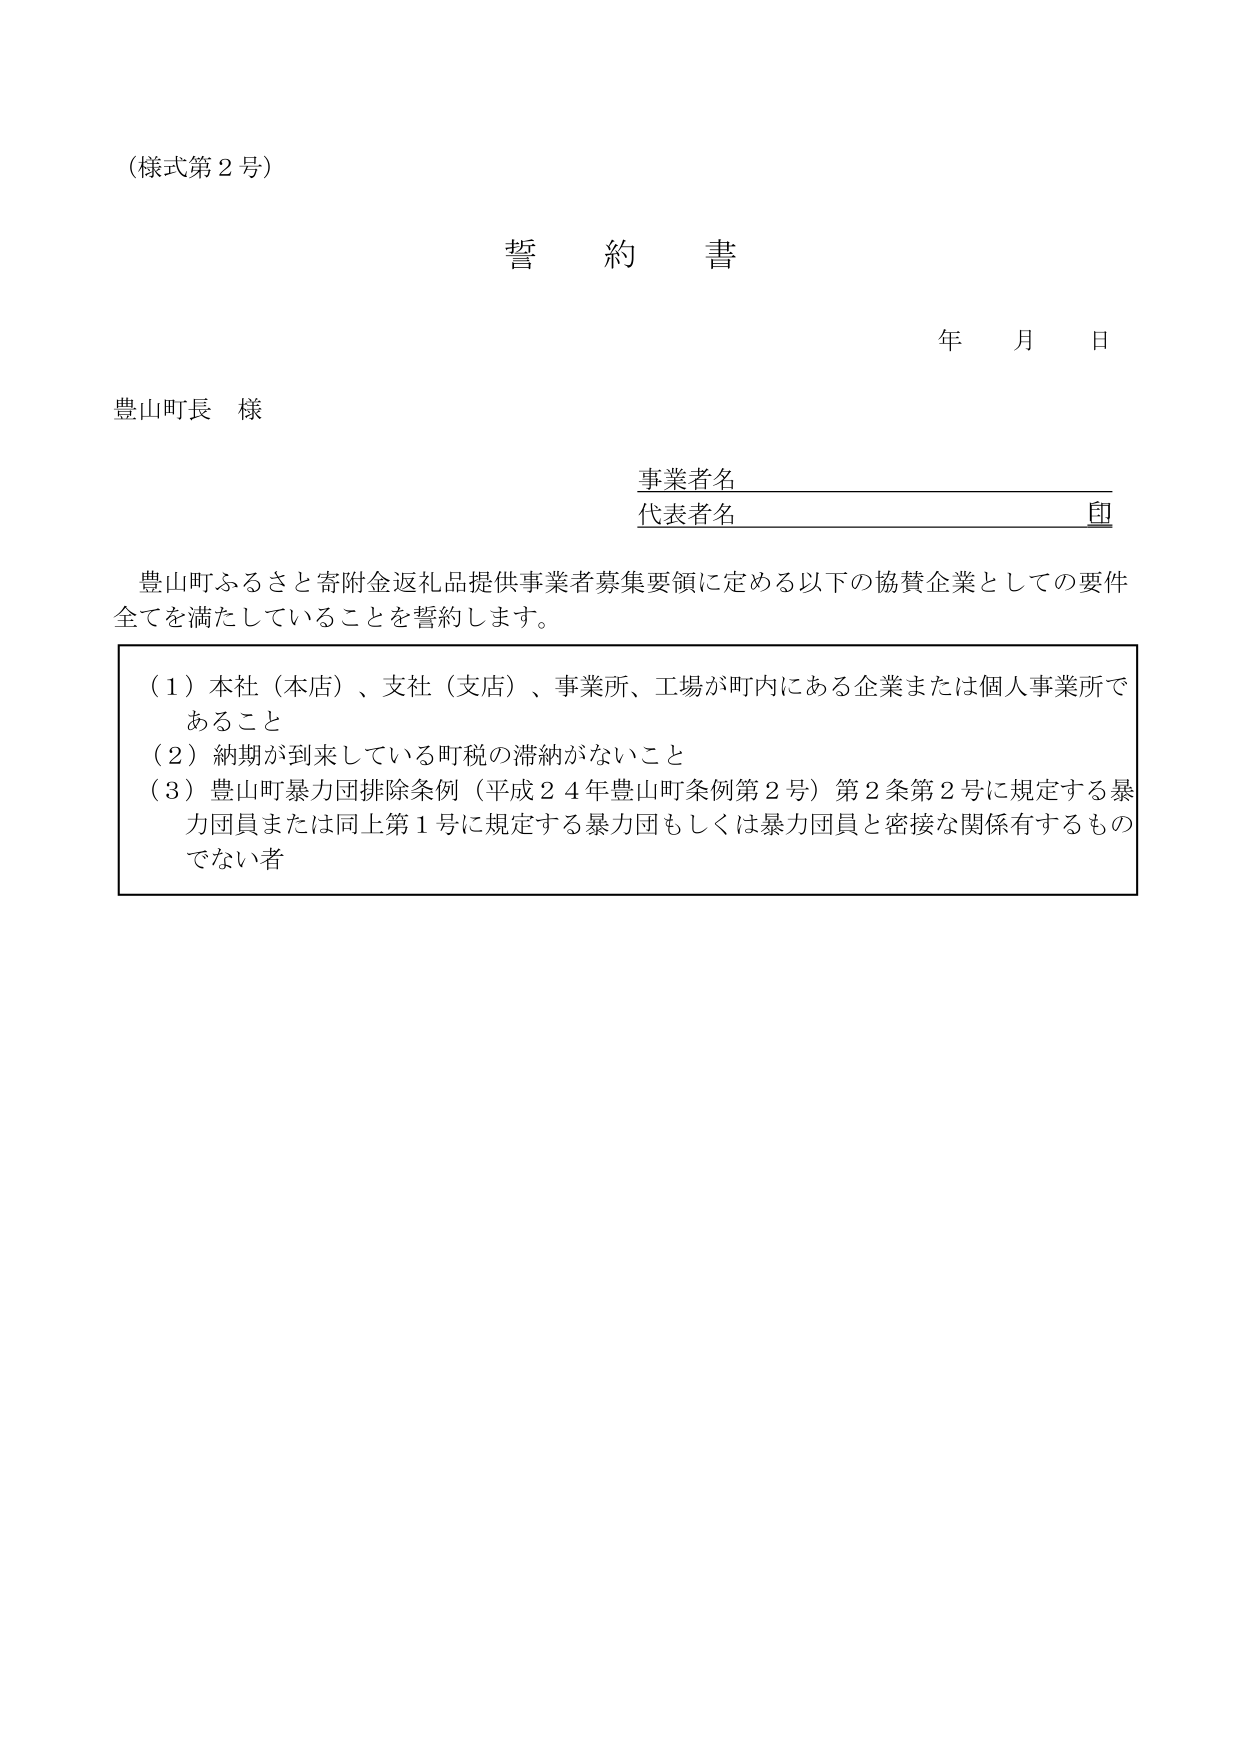 （様式第２号）
誓　約　書
年　　月　　日
豊山町長　様
事業者名
代表者名　　　　　　　　　　　　　　印
豊山町ふるさと寄附金返礼品提供事業者募集要領に定める以下の協賛企業としての要件
全てを満たしていることを誓約します。
（１）本社（本店）、支社（支店）、事業所、工場が町内にある企業または個人事業所で
あること
（２）納期が到来している町税の滞納がないこと
（３）豊山町暴力団排除条例（平成２４年豊山町条例第２号）第２条第２号に規定する暴
力団員または同上第１号に規定する暴力団もしくは暴力団員と密接な関係有するもの
でない者